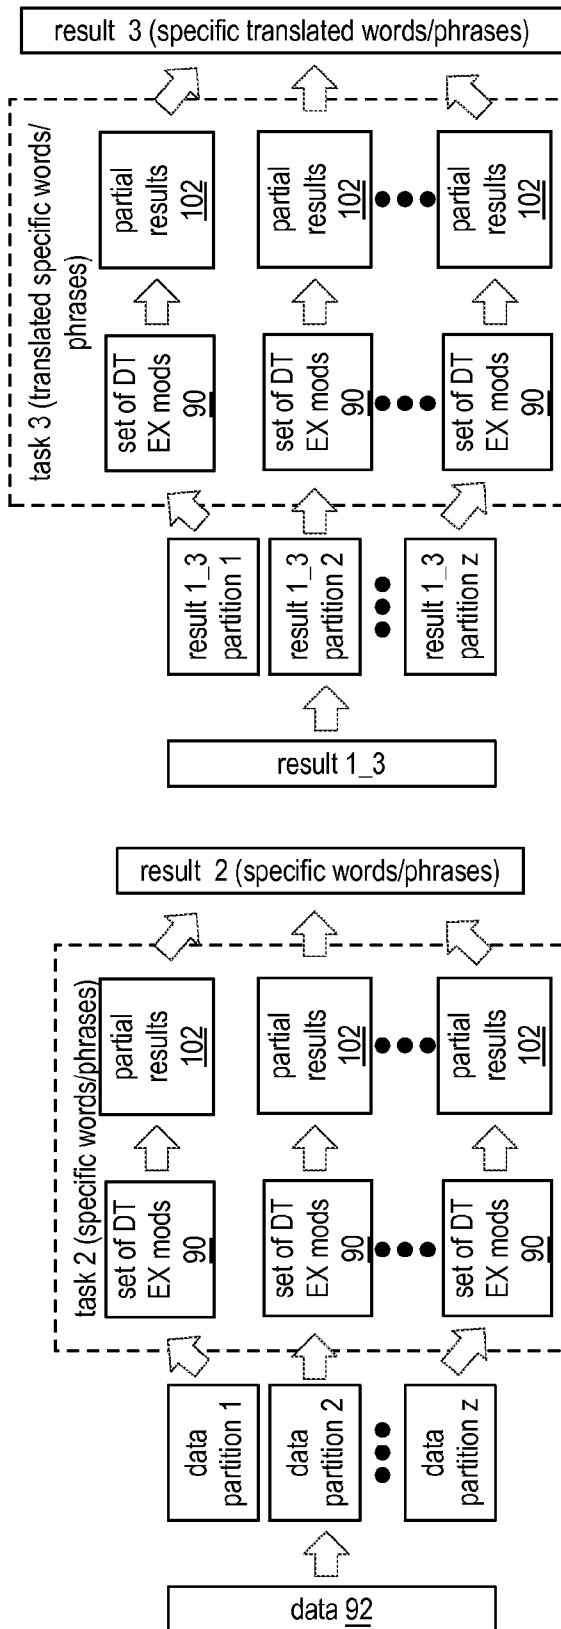 task 2 (specific words/phrases)
data 92
data
partition 1
data
partition 2
data
partition z
set of DT
EX mods
90
set of DT
EX mods
90
set of DT
EX mods
90
partial
results
102
partial
results
102
partial
results
102
result 2 (specific words/phrases)
task 3 (translated specific words/
phrases)
result 1_3
result 1_3
partition 1
result 1_3
partition 2
result 1_3
partition z
set of DT
EX mods
90
set of DT
EX mods
90
set of DT
EX mods
90
partial
results
102
partial
results
102
partial
results
102
result 3 (specific translated words/phrases)